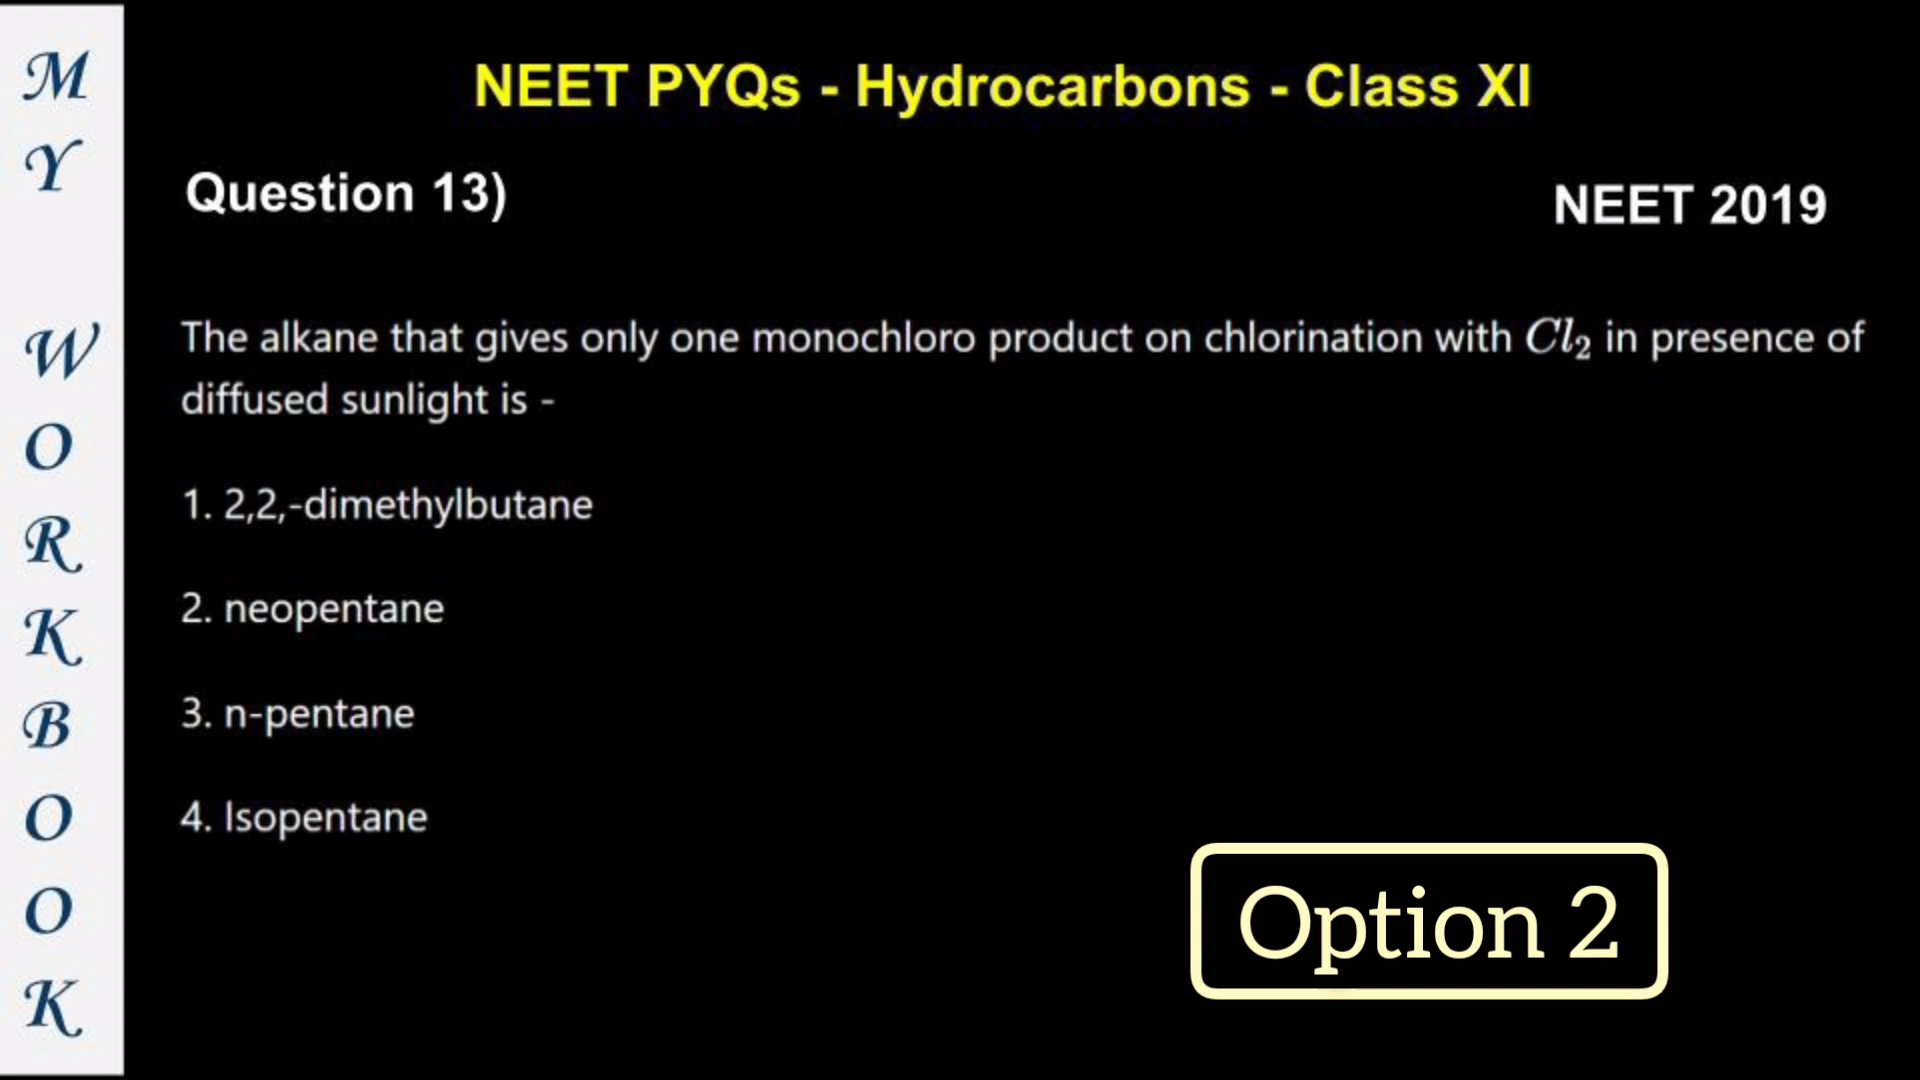 MY WORKBOOK
NEET PYQs - Hydrocarbons - Class XI
Question 13)
NEET 2019
The alkane that gives only one monochloro product on chlorination with Cl₂ in presence of
diffused sunlight is -
1. 2,2,-dimethylbutane
2. neopentane
3. n-pentane
4. Isopentane
Option 2